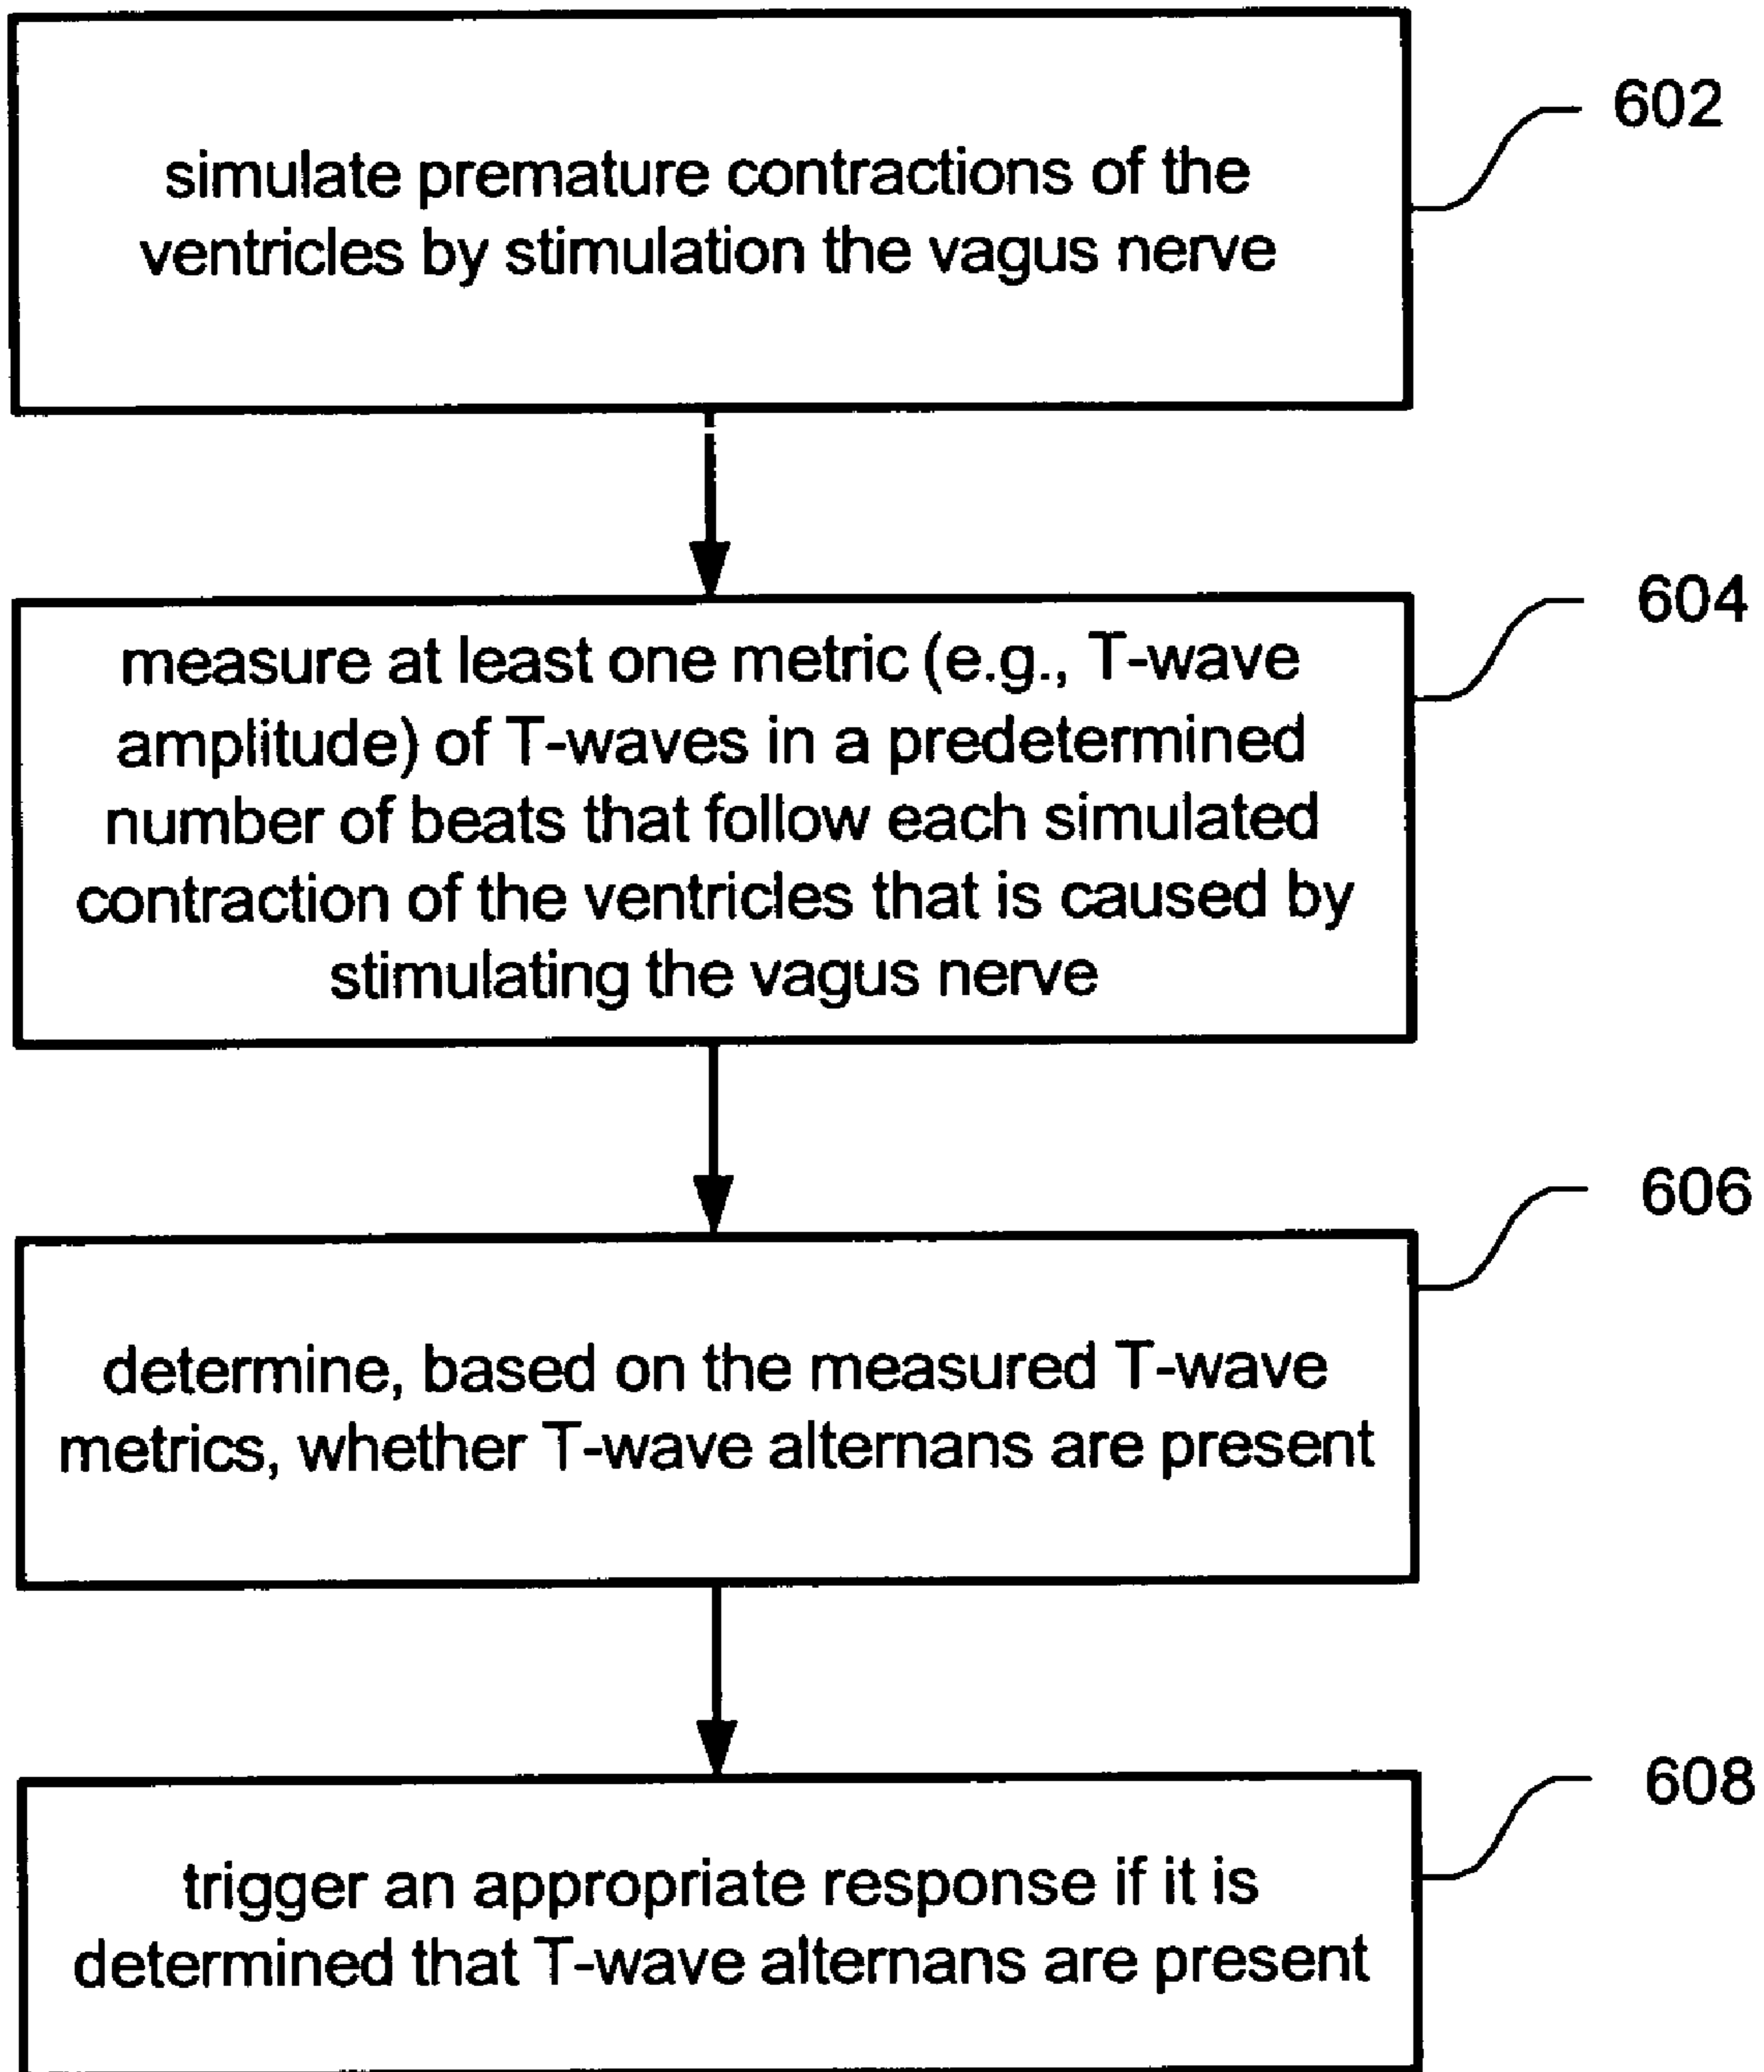 simulate premature contractions of the
ventricles by stimulation the vagus nerve
602
measure at least one metric (e.g., T-wave
amplitude) of T-waves in a predetermined
number of beats that follow each simulated
contraction of the ventricles that is caused by
stimulating the vagus nerve
604
determine, based on the measured T-wave
metrics, whether T-wave alternans are present
606
trigger an appropriate response if it is
determined that T-wave alternans are present
608